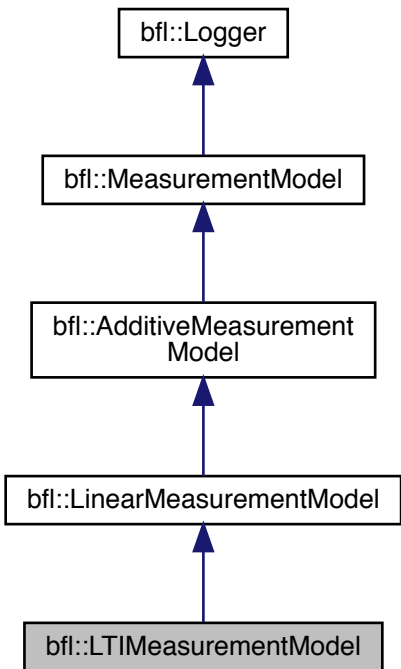 bfl::Logger
bfl::MeasurementModel
bfl::AdditiveMeasurement
Model
bfl::LinearMeasurementModel
bfl::LTIMeasurementModel